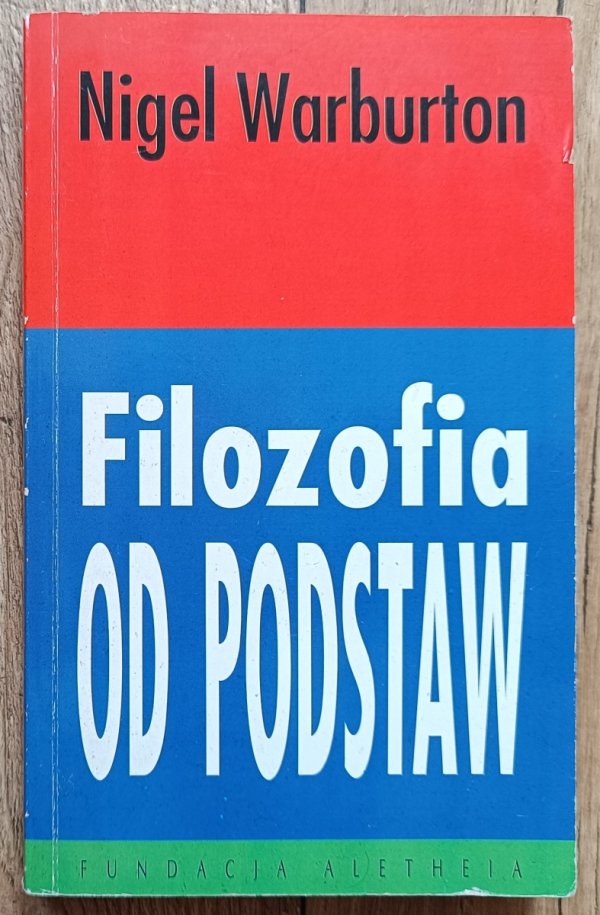 Nigel Warburton
Filozofia
OD PODSTAW
FUNDACJA ALETHEIA